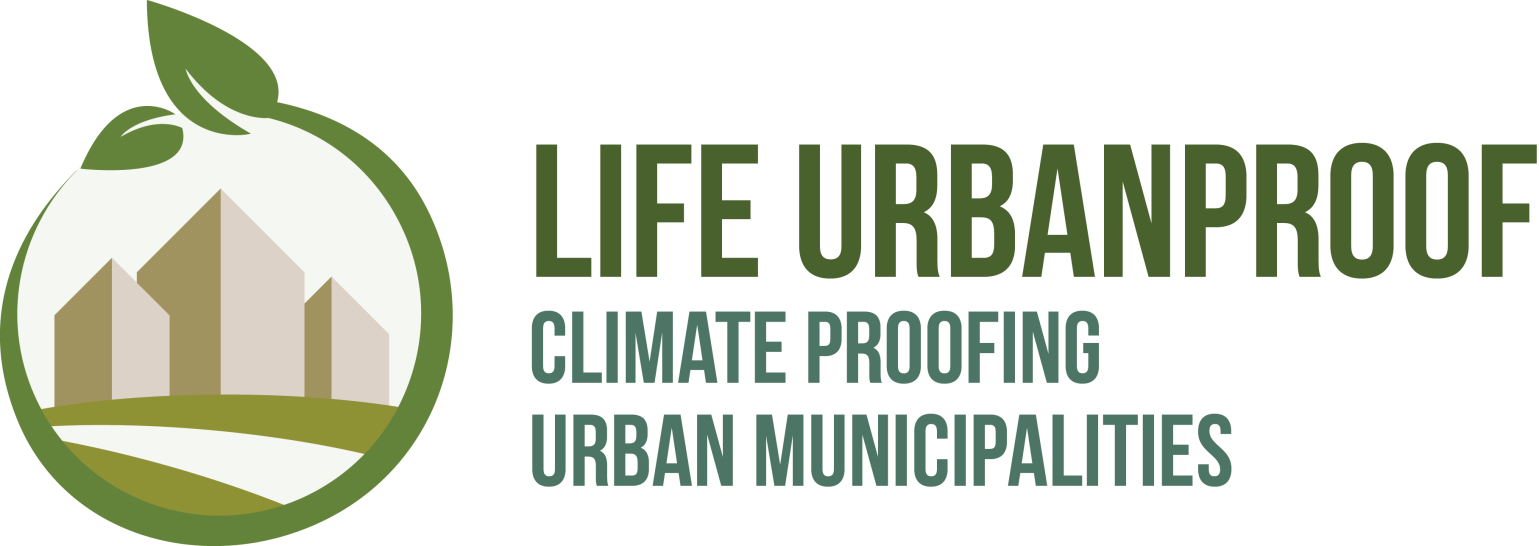 LIFE URBANPROOF
CLIMATE PROOFING
URBAN MUNICIPALITIES